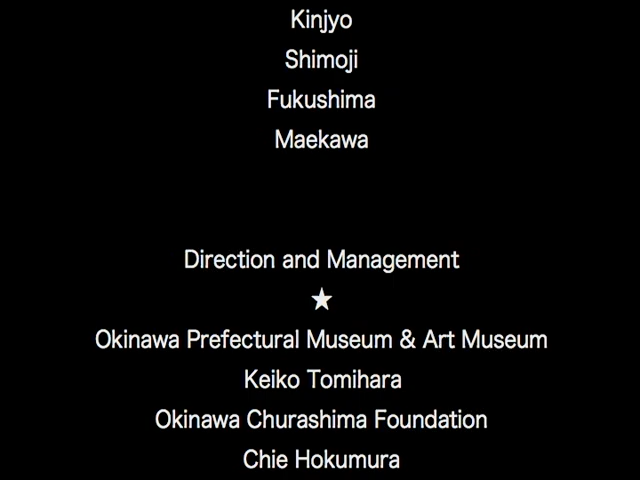 Kinjyo
Shimoji
Fukushima
Maekawa
Direction and Management
★
Okinawa Prefectural Museum & Art Museum
Keiko Tomihara
Okinawa Churashima Foundation
Chie Hokumura